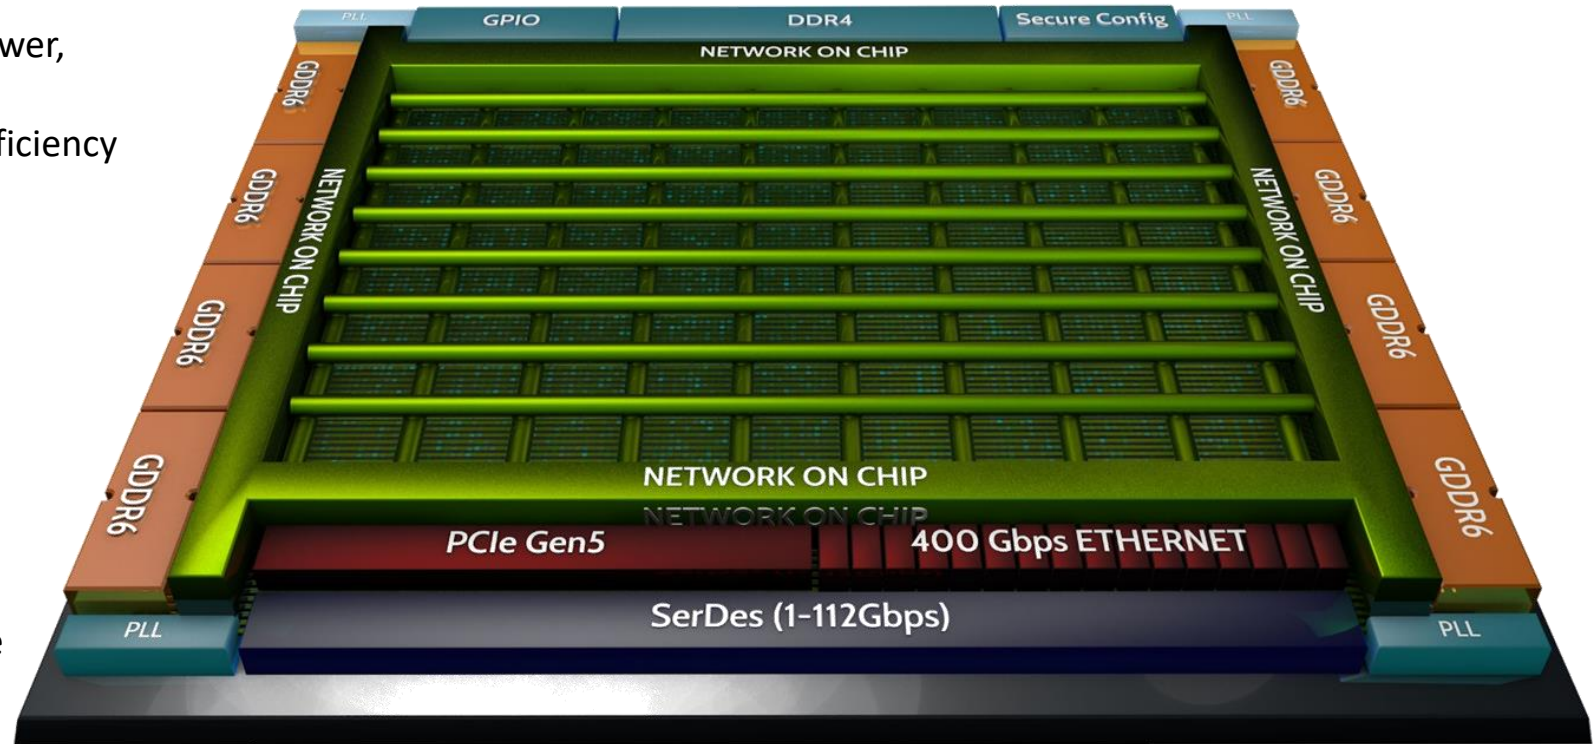 PLL
GPIO
DDR4
Secure Config
PLL
wer,
NETWORK ON CHIP
GDDR6
GDDR6
ficiency
GDDR6
NETWORK ON CHIP
NETWORK ON CHIP
GDDR6
GDDR6
GDDR6
GDDR6
GDDR6
NETWORK ON CHIP
NETWORK ON CHIP
PCIe Gen5
400 Gbps ETHERNET
SerDes (1-112Gbps)
PLL
PLL
e